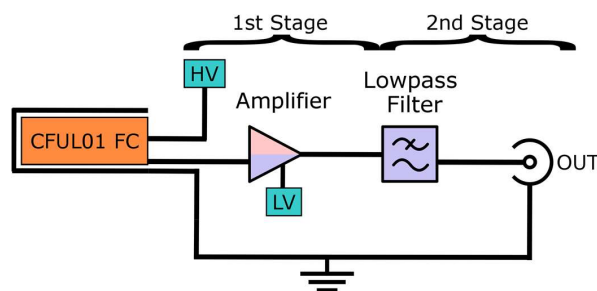 1st Stage
2nd Stage
HV
Amplifier
Lowpass
Filter
CFUL01 FC
LV
OUT